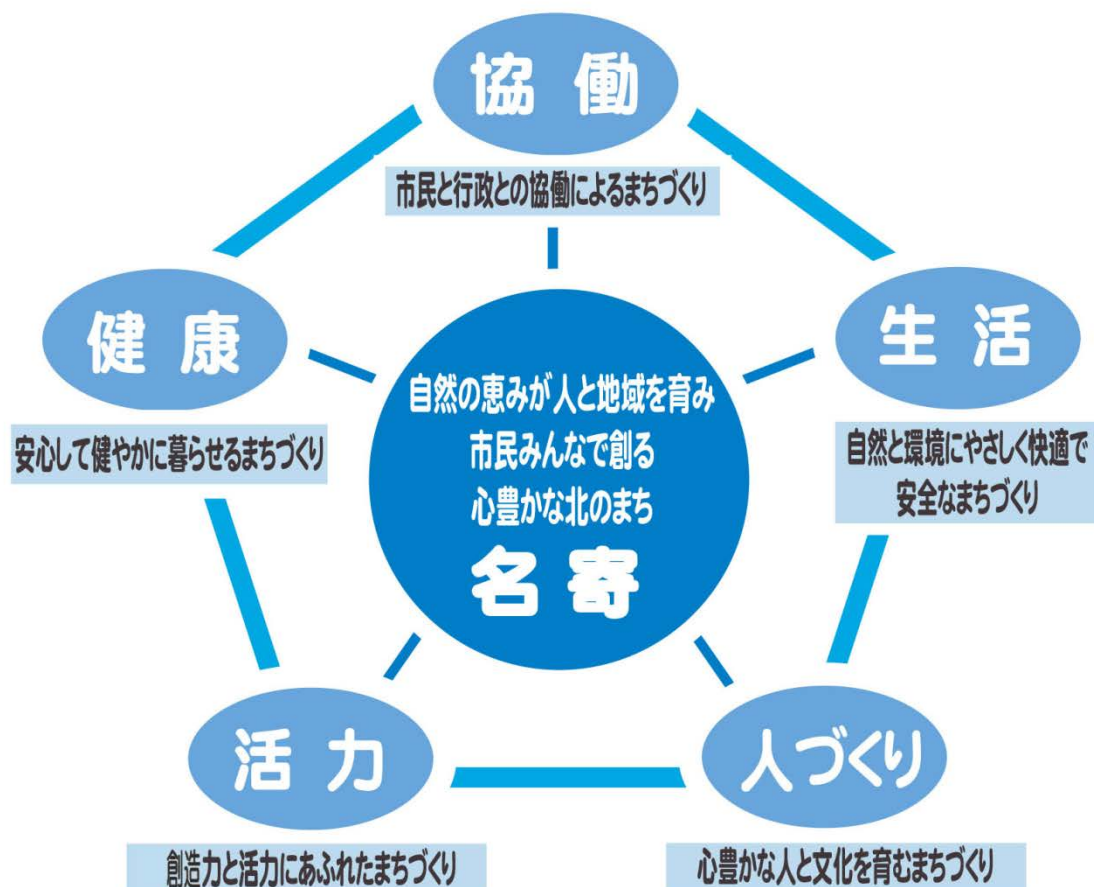 協働
市民と行政との協働によるまちづくり
健康
安心して健やかに暮らせるまちづくり
生活
自然と環境にやさしく快適で
安全なまちづくり
自然の恵みが人と地域を育み
市民みんなで創る
心豊かな北のまち
名寄
活力
創造力と活力にあふれたまちづくり
人づくり
心豊かな人と文化を育むまちづくり